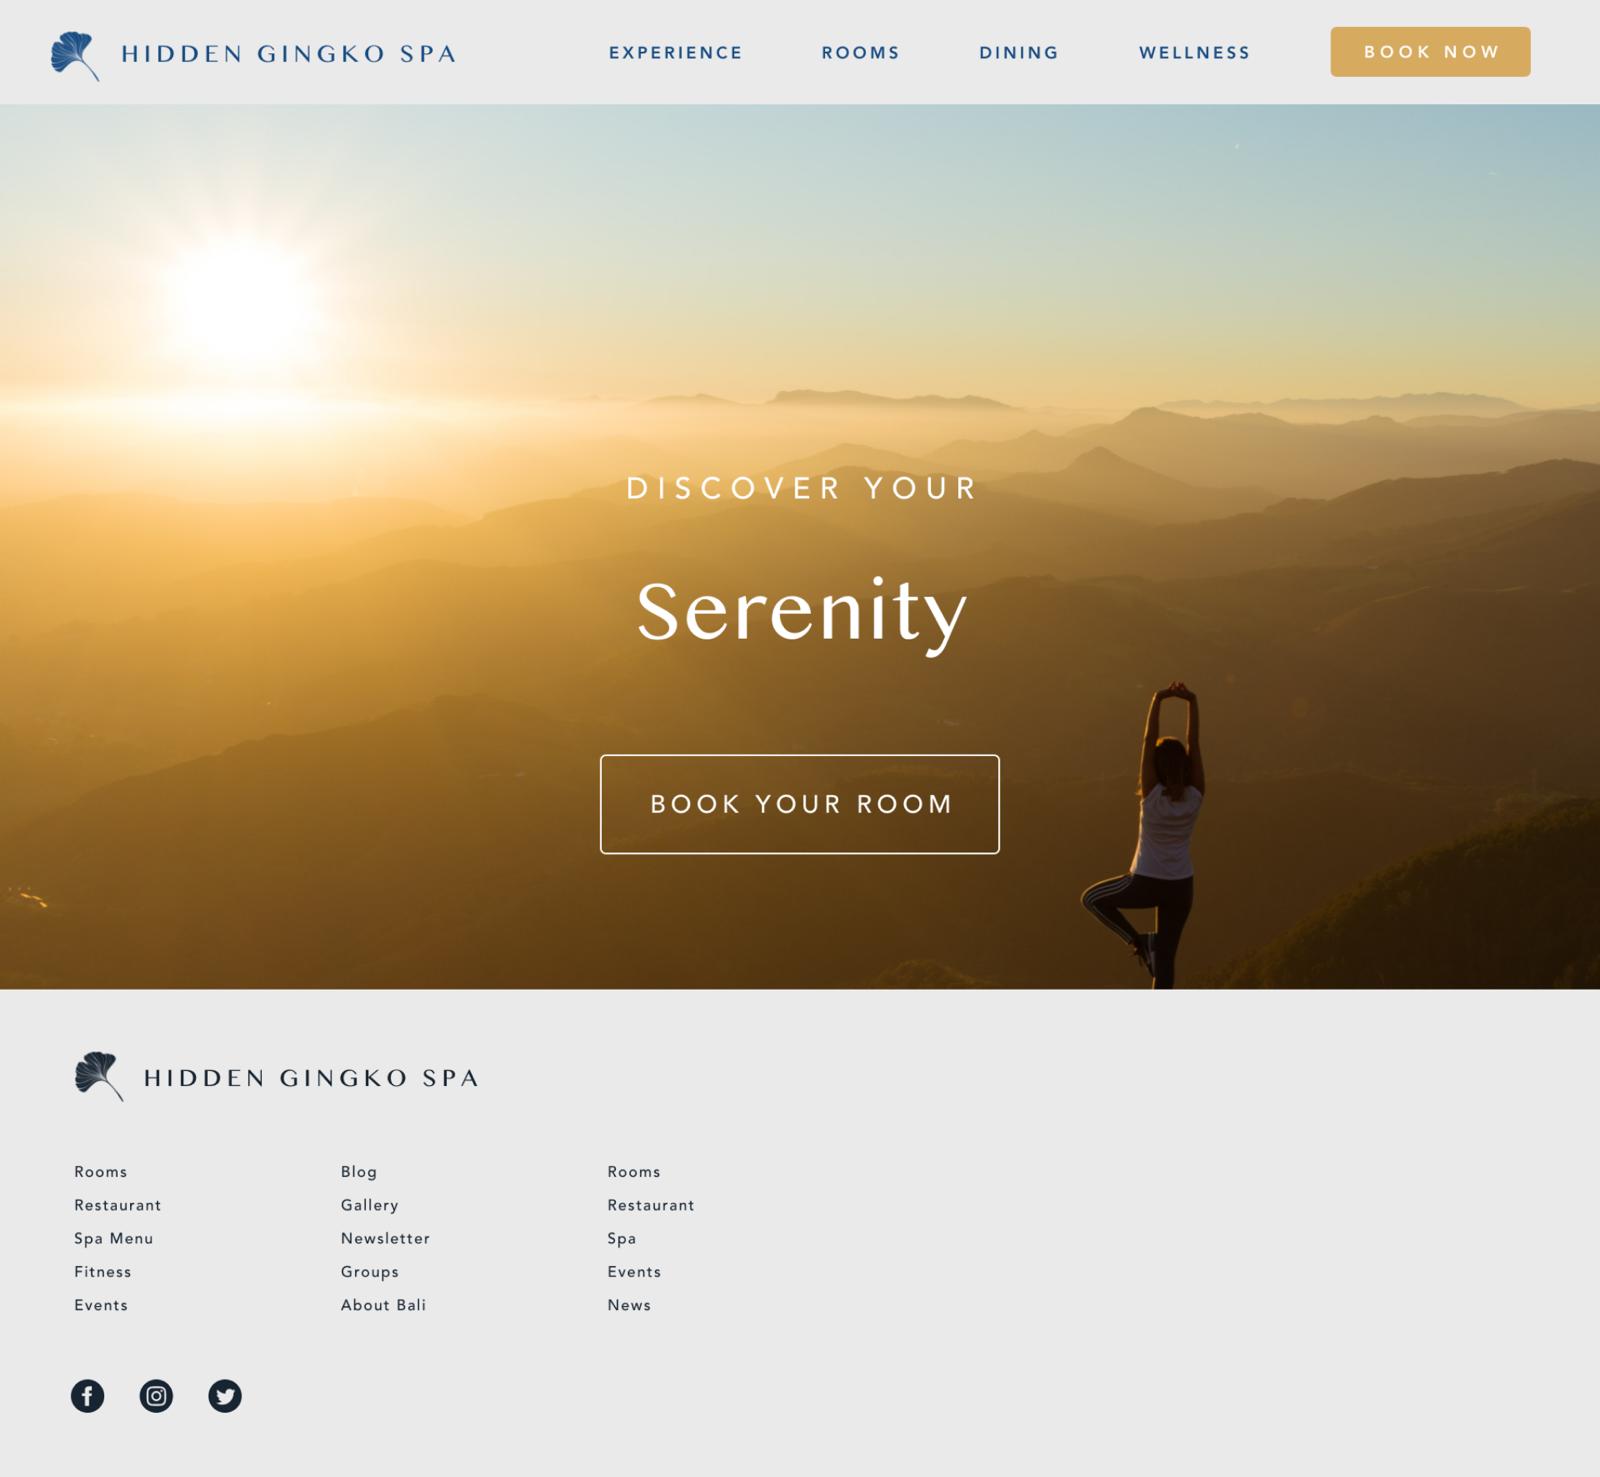 HIDDEN GINGKO SPA
EXPERIENCE
ROOMS
DINING
WELLNESS
BOOK NOW
DISCOVER YOUR
Serenity
BOOK YOUR ROOM
HIDDEN GINGKO SPA
Rooms
Restaurant
Spa Menu
Fitness
Events
Blog
Gallery
Newsletter
Groups
About Bali
Rooms
Restaurant
Spa
Events
News